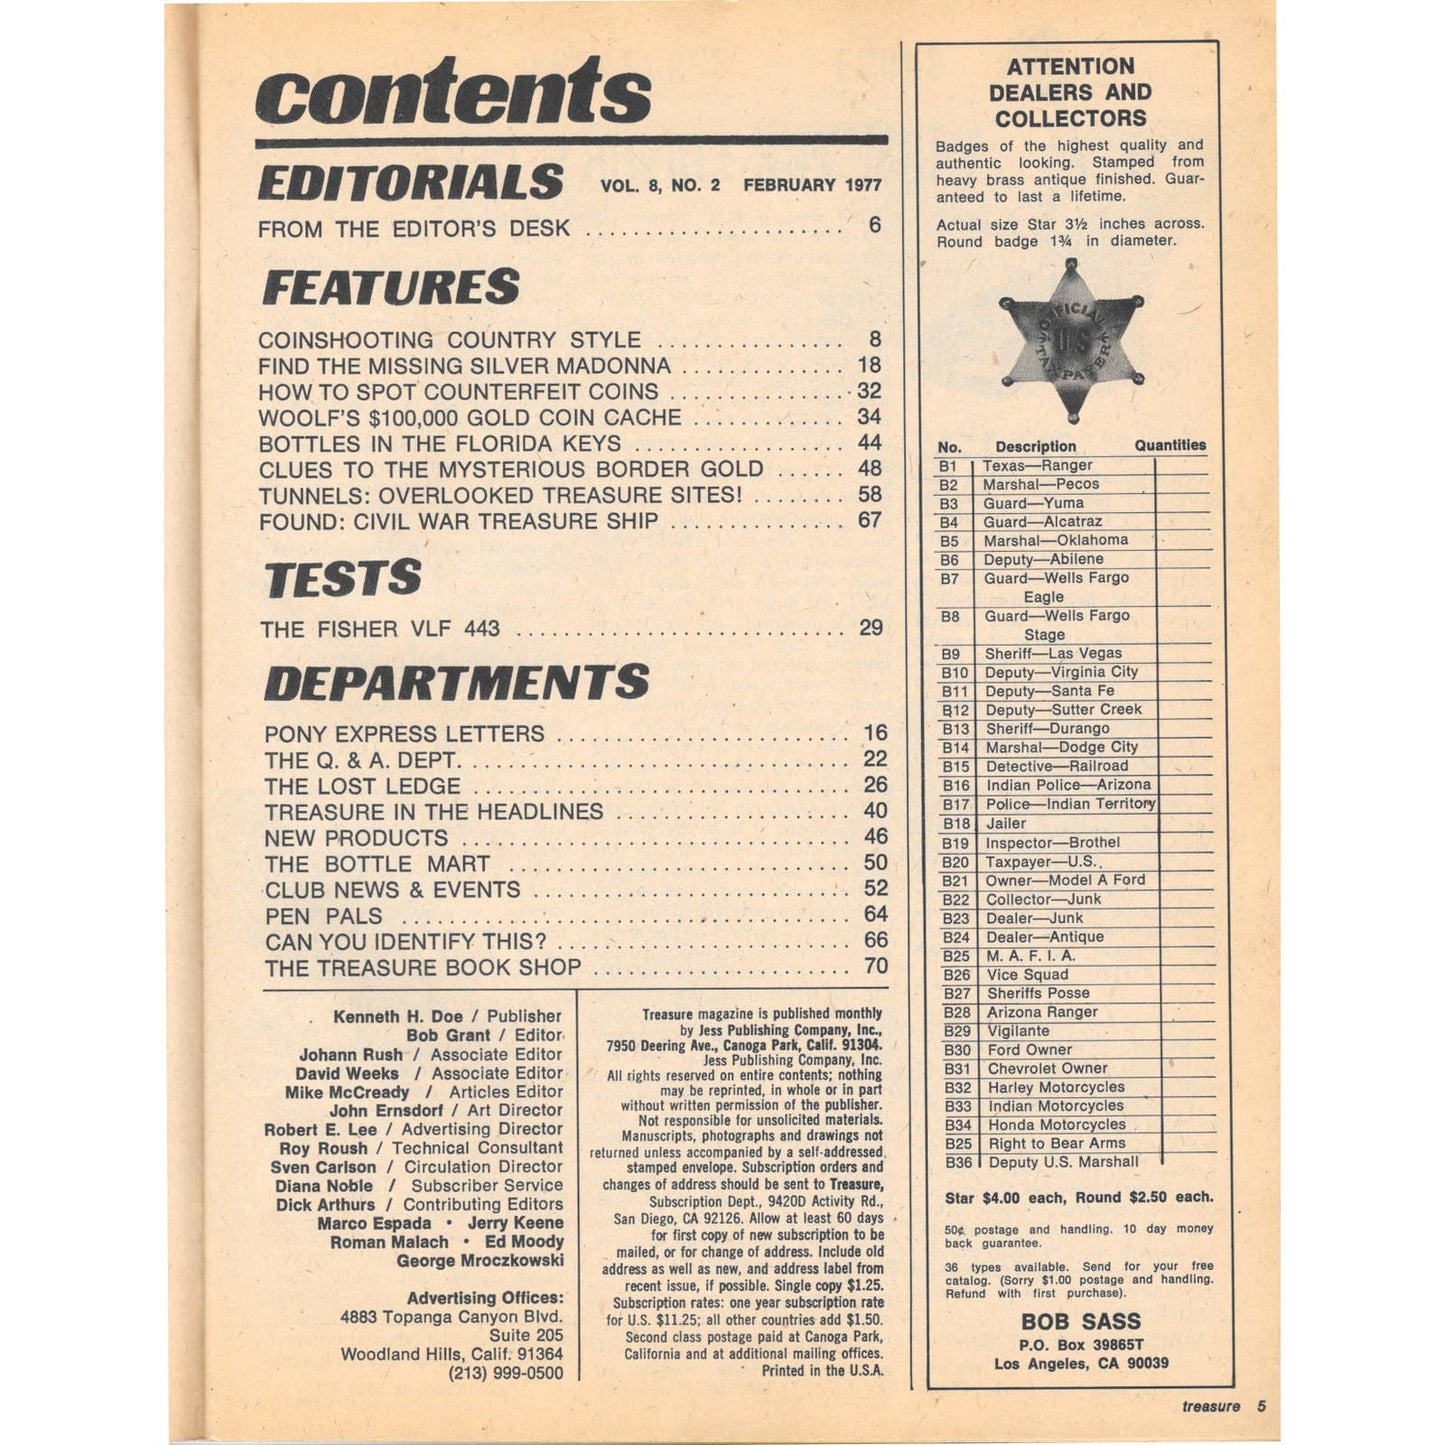 contents
EDITORIALS VOL. 8, NO. 2 FEBRUARY 1977
FROM THE EDITOR'S DESK ...................... 6
FEATURES
COINSHOOTING COUNTRY STYLE ................ 8
FIND THE MISSING SILVER MADONNA .............. 18
HOW TO SPOT COUNTERFEIT COINS ................ 32
WOOLF'S $100,000 GOLD COIN CACHE .............. 34
BOTTLES IN THE FLORIDA KEYS .................. 44
CLUES TO THE MYSTERIOUS BORDER GOLD ...... 48
TUNNELS: OVERLOOKED TREASURE SITES! ........ 58
FOUND: CIVIL WAR TREASURE SHIP ............... 67
TESTS
THE FISHER VLF 443 ............................ 29
DEPARTMENTS
PONY EXPRESS LETTERS ......................... 16
THE Q. & A. DEPT. ................................ 22
THE LOST LEDGE ................................ 26
TREASURE IN THE HEADLINES .................... 40
NEW PRODUCTS ................................. 46
THE BOTTLE MART ............................. 50
CLUB NEWS & EVENTS ........................... 52
PEN PALS ...................................... 64
CAN YOU IDENTIFY THIS? ......................... 66
THE TREASURE BOOK SHOP ...................... 70
Kenneth H. Doe / Publisher
Bob Grant / Editor
Johann Rush / Associate Editor
David Weeks / Associate Editor
Mike McCready / Articles Editor
John Ernsdorf / Art Director
Robert E. Lee / Advertising Director
Roy Roush / Technical Consultant
Sven Carlson / Circulation Director
Diana Noble / Subscriber Service
Dick Arthurs / Contributing Editors
Marco Espada • Jerry Keene
Roman Malach • Ed Moody
George Mroczkowski
Advertising Offices:
4883 Topanga Canyon Blvd.
Suite 205
Woodland Hills, Calif. 91364
(213) 999-0500
Treasure magazine is published monthly
by Jess Publishing Company, Inc.,
7950 Deering Ave., Canoga Park, Calif. 91304.
Jess Publishing Company, Inc.
All rights reserved on entire contents; nothing
may be reprinted, in whole or in part
without written permission of the publisher.
Not responsible for unsolicited materials.
Manuscripts, photographs and drawings not
returned unless accompanied by a self-addressed
stamped envelope. Subscription orders and
changes of address should be sent to Treasure,
Subscription Dept., 9420D Activity Rd.,
San Diego, CA 92126. Allow at least 60 days
for first copy of new subscription to be
mailed, or for change of address. Include old
address as well as new, and address label from
recent issue, if possible. Single copy $1.25.
Subscription rates: one year subscription rate
for U.S. $11.25; all other countries add $1.50.
Second class postage paid at Canoga Park,
California and at additional mailing offices.
Printed in the U.S.A.
ATTENTION
DEALERS AND
COLLECTORS
Badges of the highest quality and
authentic looking. Stamped from
heavy brass antique finished. Guar-
anteed to last a lifetime.
Actual size Star 3½ inches across.
Round badge 1¾ in diameter.
OFFICIAL
US
TAXPAYER
No. Description Quantities
B1 Texas—Ranger
B2 Marshal—Pecos
B3 Guard—Yuma
B4 Guard—Alcatraz
B5 Marshal—Oklahoma
B6 Deputy—Abilene
B7 Guard—Wells Fargo
Eagle
B8 Guard—Wells Fargo
Stage
B9 Sheriff—Las Vegas
B10 Deputy—Virginia City
B11 Deputy—Santa Fe
B12 Deputy—Sutter Creek
B13 Sheriff—Durango
B14 Marshal—Dodge City
B15 Detective—Railroad
B16 Indian Police—Arizona
B17 Police—Indian Territory
B18 Jailer
B19 Inspector—Brothel
B20 Taxpayer—U.S.
B21 Owner—Model A Ford
B22 Collector—Junk
B23 Dealer—Junk
B24 Dealer—Antique
B25 M. A. F. I. A.
B26 Vice Squad
B27 Sheriffs Posse
B28 Arizona Ranger
B29 Vigilante
B30 Ford Owner
B31 Chevrolet Owner
B32 Harley Motorcycles
B33 Indian Motorcycles
B34 Honda Motorcycles
B25 Right to Bear Arms
B36 Deputy U.S. Marshall
Star $4.00 each, Round $2.50 each.
50¢ postage and handling. 10 day money
back guarantee.
36 types available. Send for your free
catalog. (Sorry $1.00 postage and handling.
Refund with first purchase).
BOB SASS
P.O. Box 39865T
Los Angeles, CA 90039
treasure 5